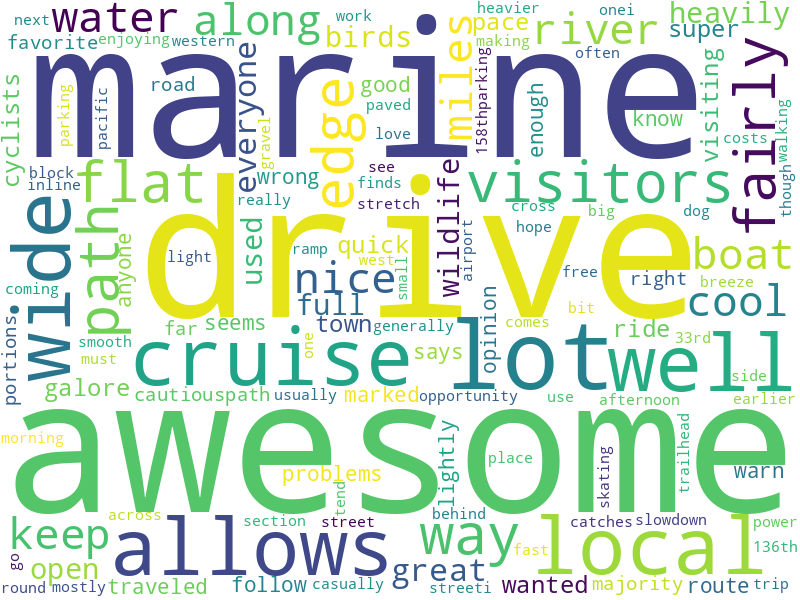 next
work
heavier
onei
water
along
miles
pace
river
heavily
favorite
enjoying
western
birds
making
often
super
marine
cyclists
parking
pacific
road
everyone
gravel
edge
good
paved
love
158thparking
enough
know
visiting
fairly
costs
walking
though
block
inline
flat
wrong
see
finds
stretch
wildlife
visitors
really
cross
hope
big
dog
wide
path
anyone
used
drive
light
ramp
west
quick
small
airport
free
right
boat
breeze
coming
nice
full
bit
cool
portions
smooth
must
far
seems
town
generally
one
says
opinion
comes
ride
33rd
side
cruise
lot
well
galore
cautiouspath
usually
marked
opportunity
use
afternoon
earlier
awesome
morning
problems
tend
lightly
place
skating
trailhead
warn
across
section
street
behind
catches
slowdown
power
keep
allows
way
fast
local
136th
go
open
great
round
mostly
traveled
follow
casually
streeti
wanted
majority
route
trip